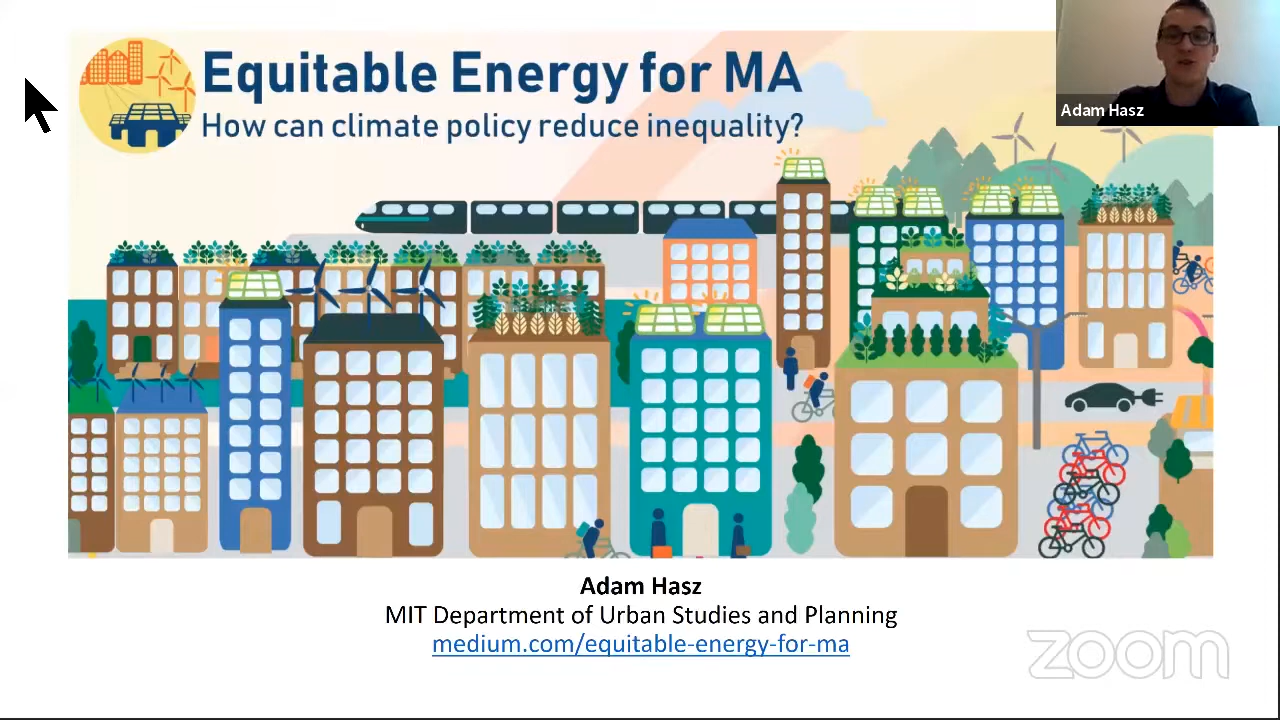 Equitable Energy for MA
How can climate policy reduce inequality?
Adam Hasz
Adam Hasz
MIT Department of Urban Studies and Planning
medium.com/equitable-energy-for-ma
zoom